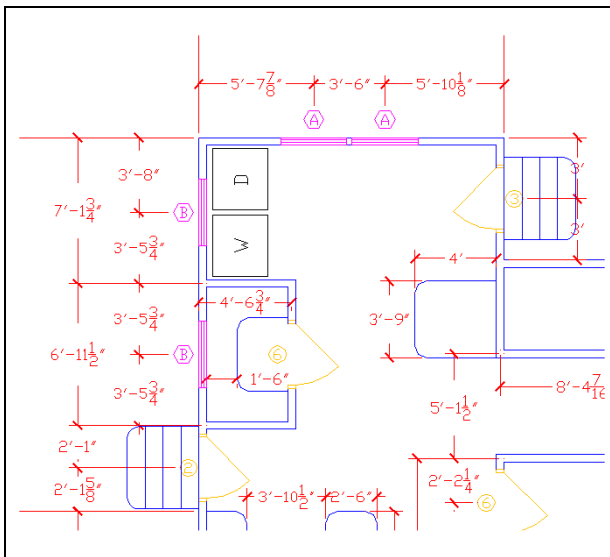 5'-7 7/8"  3'-6"  5'-10 1/8"
A  A
3'-8"  D  3'
7'-1 3/4"  B  3
3'-5 3/4"  W  3'
4'-6 3/4"  4'
3'-5 3/4"  3'-9"
6'-11 1/2"  B  6
3'-5 3/4"  1'-6"  8'-4 7/16
5'-1 1/2"
2'-1"  2
2'-1 5/8"  3'-10 1/2"  2'-6"  2'-2 1/4"  6